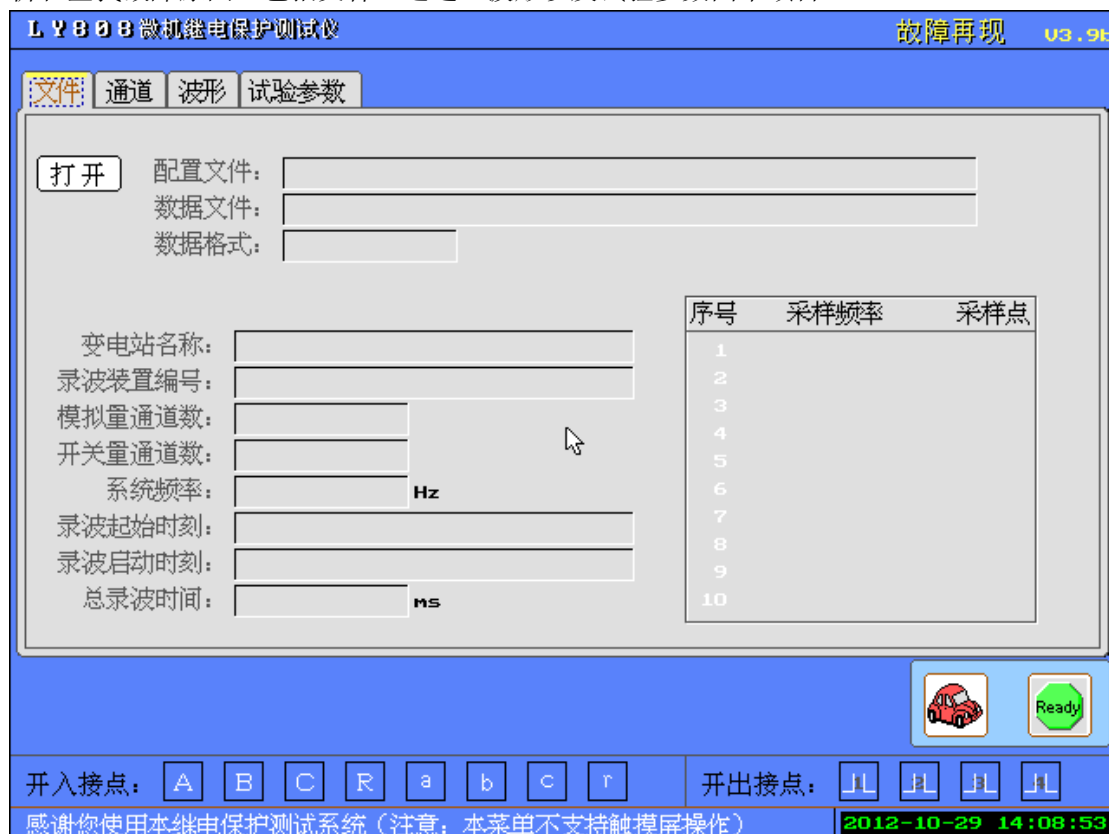 LY808微机继电保护测试仪 故障再现 V3.9
文件 通道 波形 试验参数
打开 配置文件：
数据文件：
数据格式：
序号 采样频率 采样点
变电站名称：
录波装置编号：
模拟量通道数：
开关量通道数：
系统频率： Hz
录波起始时刻：
录波启动时刻：
总录波时间： ms
1
2
3
4
5
6
7
8
9
10
Ready
开入接点： A B C R a b c r 开出接点： 1 2 3 4
感谢您使用本继电保护测试系统（注意：本菜单不支持触摸屏操作） 2012-10-29 14:08:53